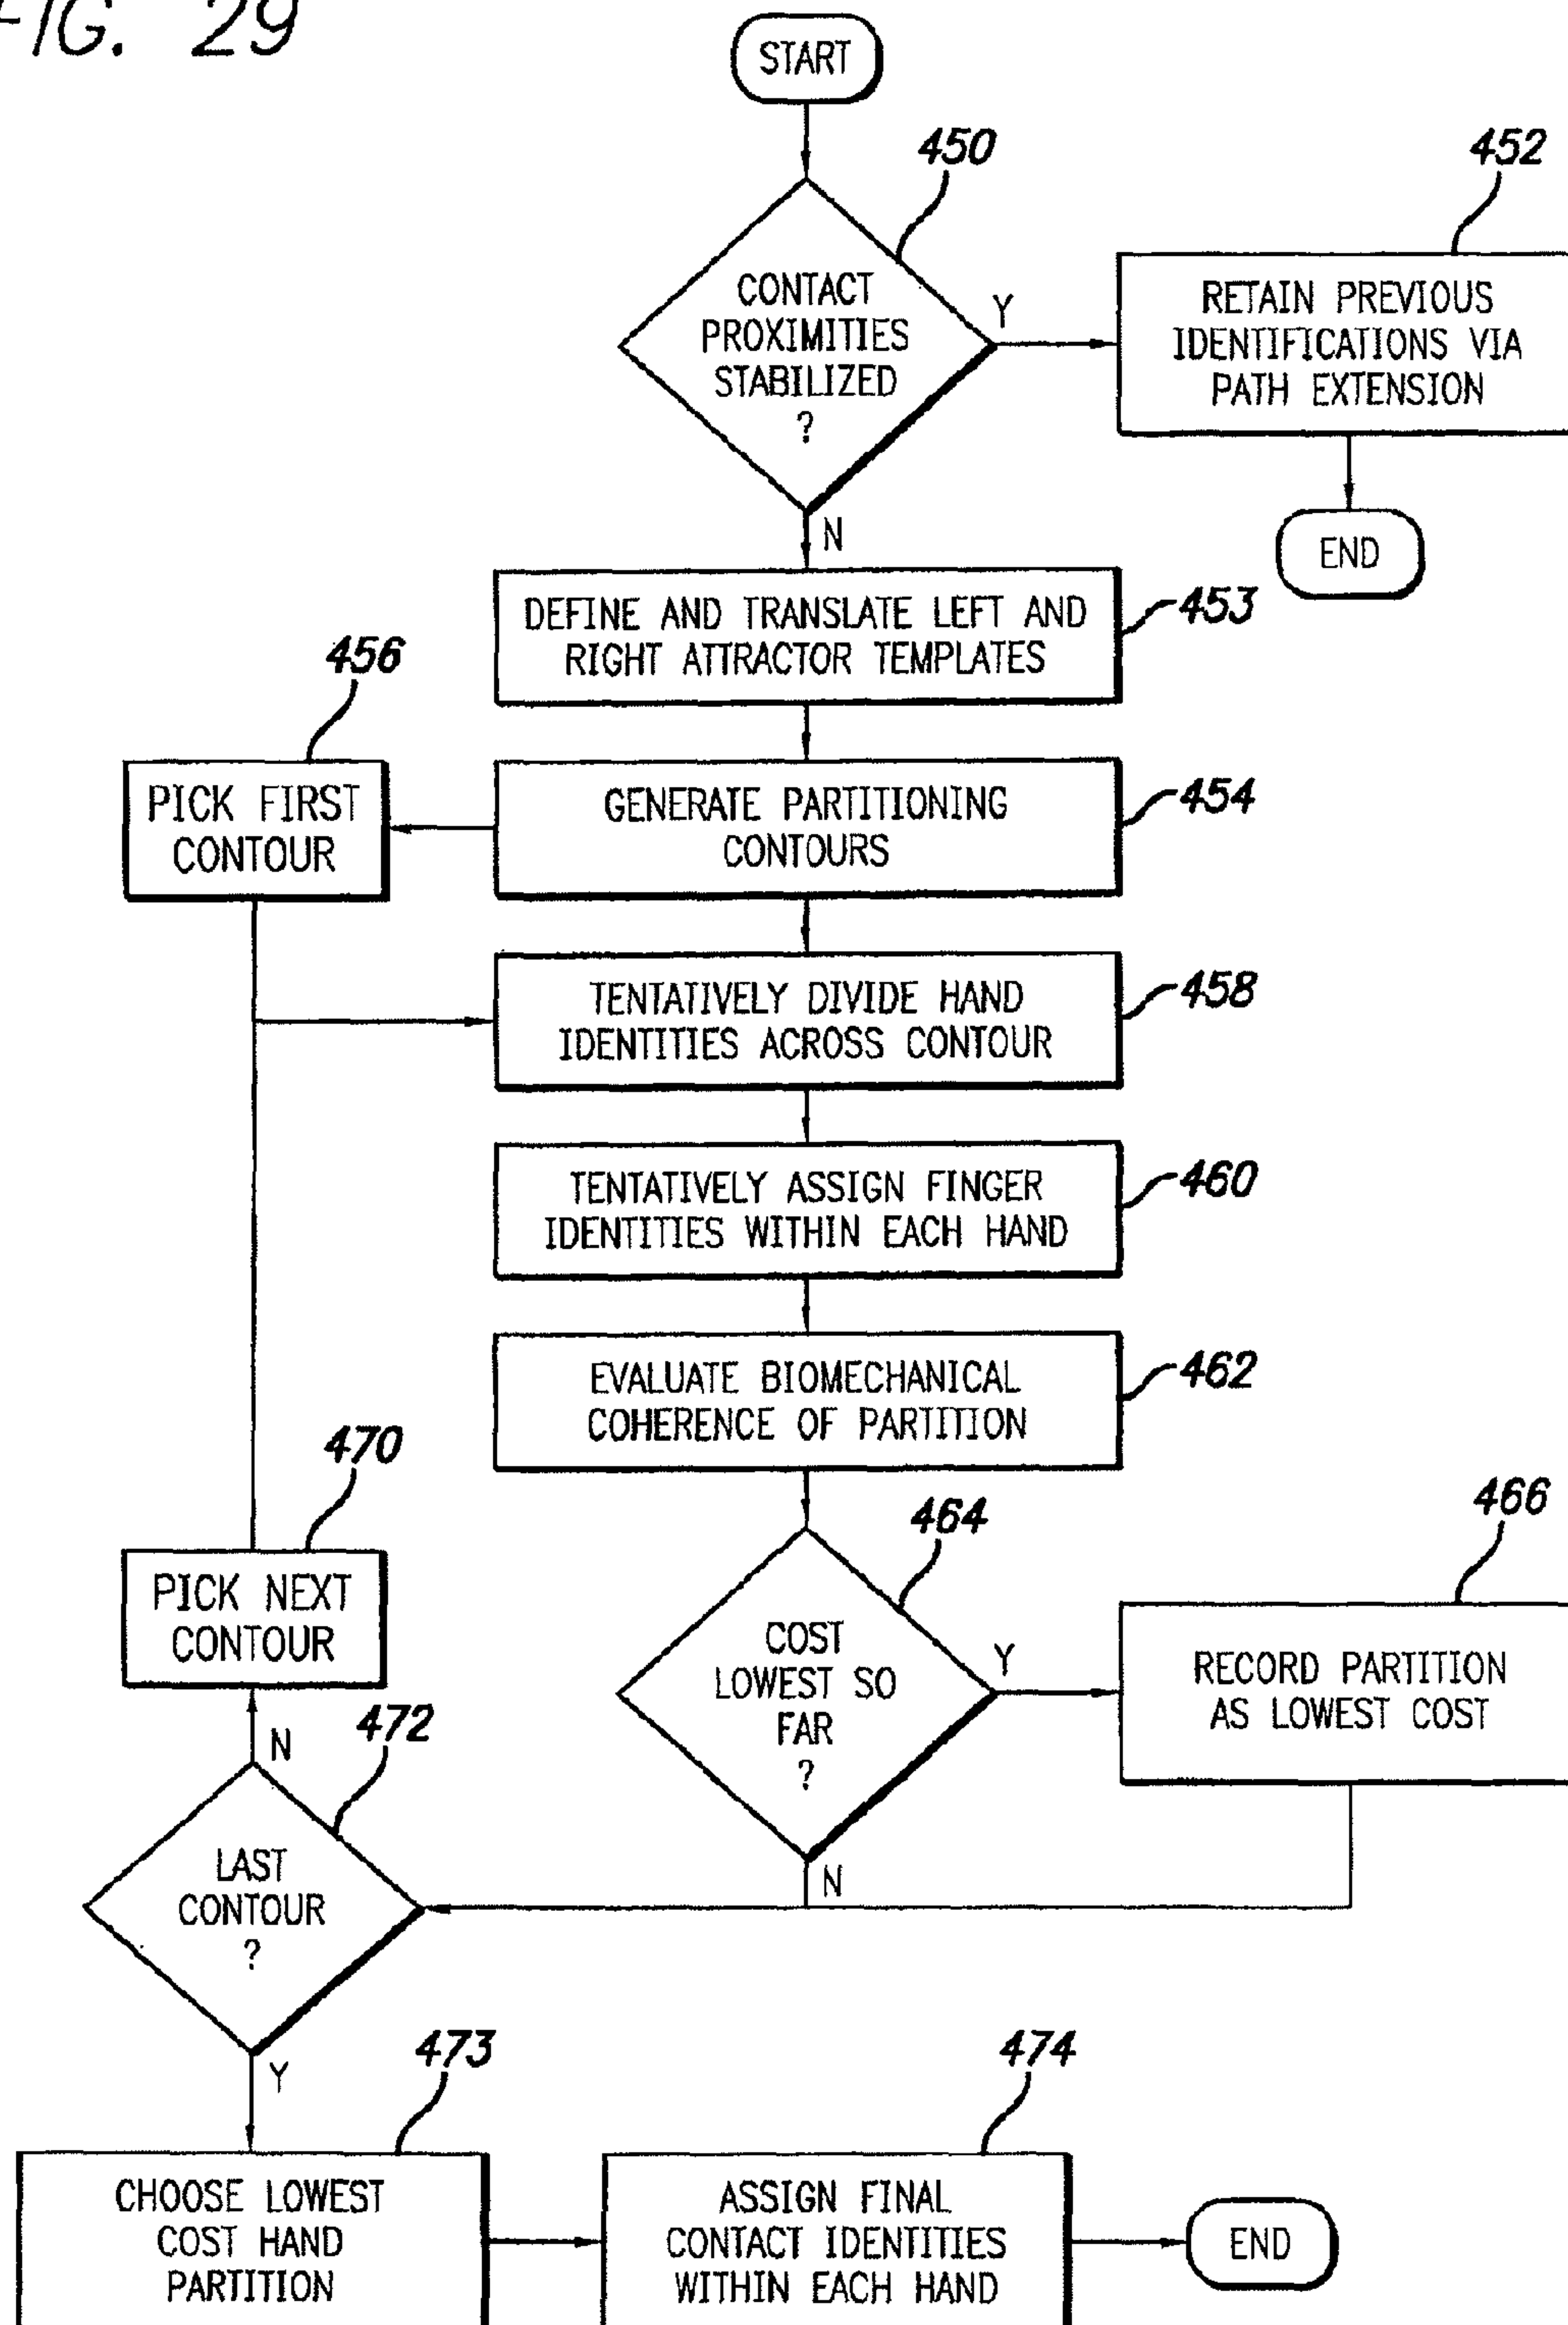 FIG. 29
START
450
452
CONTACT
PROXIMITIES
STABILIZED
?
Y
RETAIN PREVIOUS
IDENTIFICATIONS VIA
PATH EXTENSION
N
END
DEFINE AND TRANSLATE LEFT AND
RIGHT ATTRACTOR TEMPLATES
453
456
PICK FIRST
CONTOUR
GENERATE PARTITIONING
CONTOURS
454
TENTATIVELY DIVIDE HAND
IDENTITIES ACROSS CONTOUR
458
TENTATIVELY ASSIGN FINGER
IDENTITIES WITHIN EACH HAND
460
EVALUATE BIOMECHANICAL
COHERENCE OF PARTITION
462
470
PICK NEXT
CONTOUR
464
466
COST
LOWEST SO
FAR
?
Y
RECORD PARTITION
AS LOWEST COST
N
472
N
LAST
CONTOUR
?
Y
473
474
CHOOSE LOWEST
COST HAND
PARTITION
ASSIGN FINAL
CONTACT IDENTITIES
WITHIN EACH HAND
END